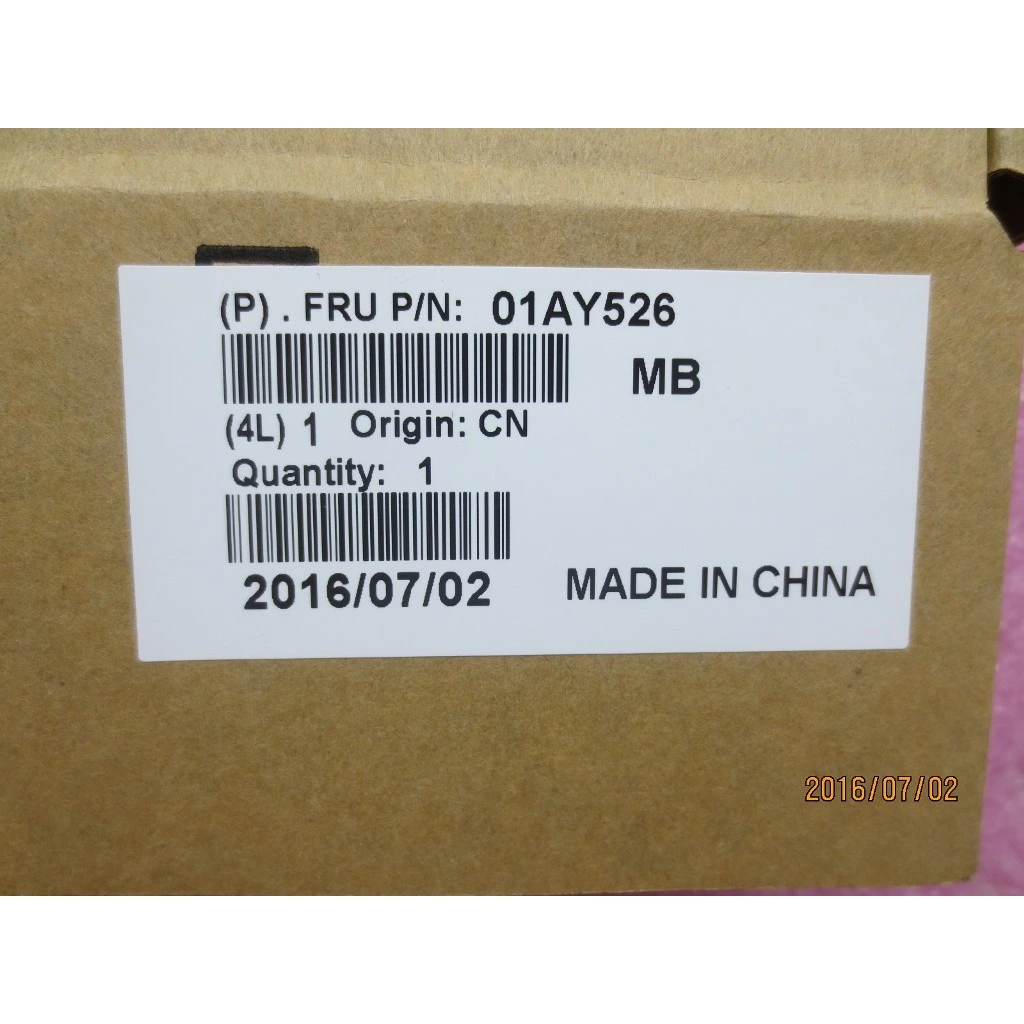 (P) . FRU P/N: 01AY526
MB
(4L) 1 Origin: CN
Quantity: 1
2016/07/02 MADE IN CHINA
2016/07/02